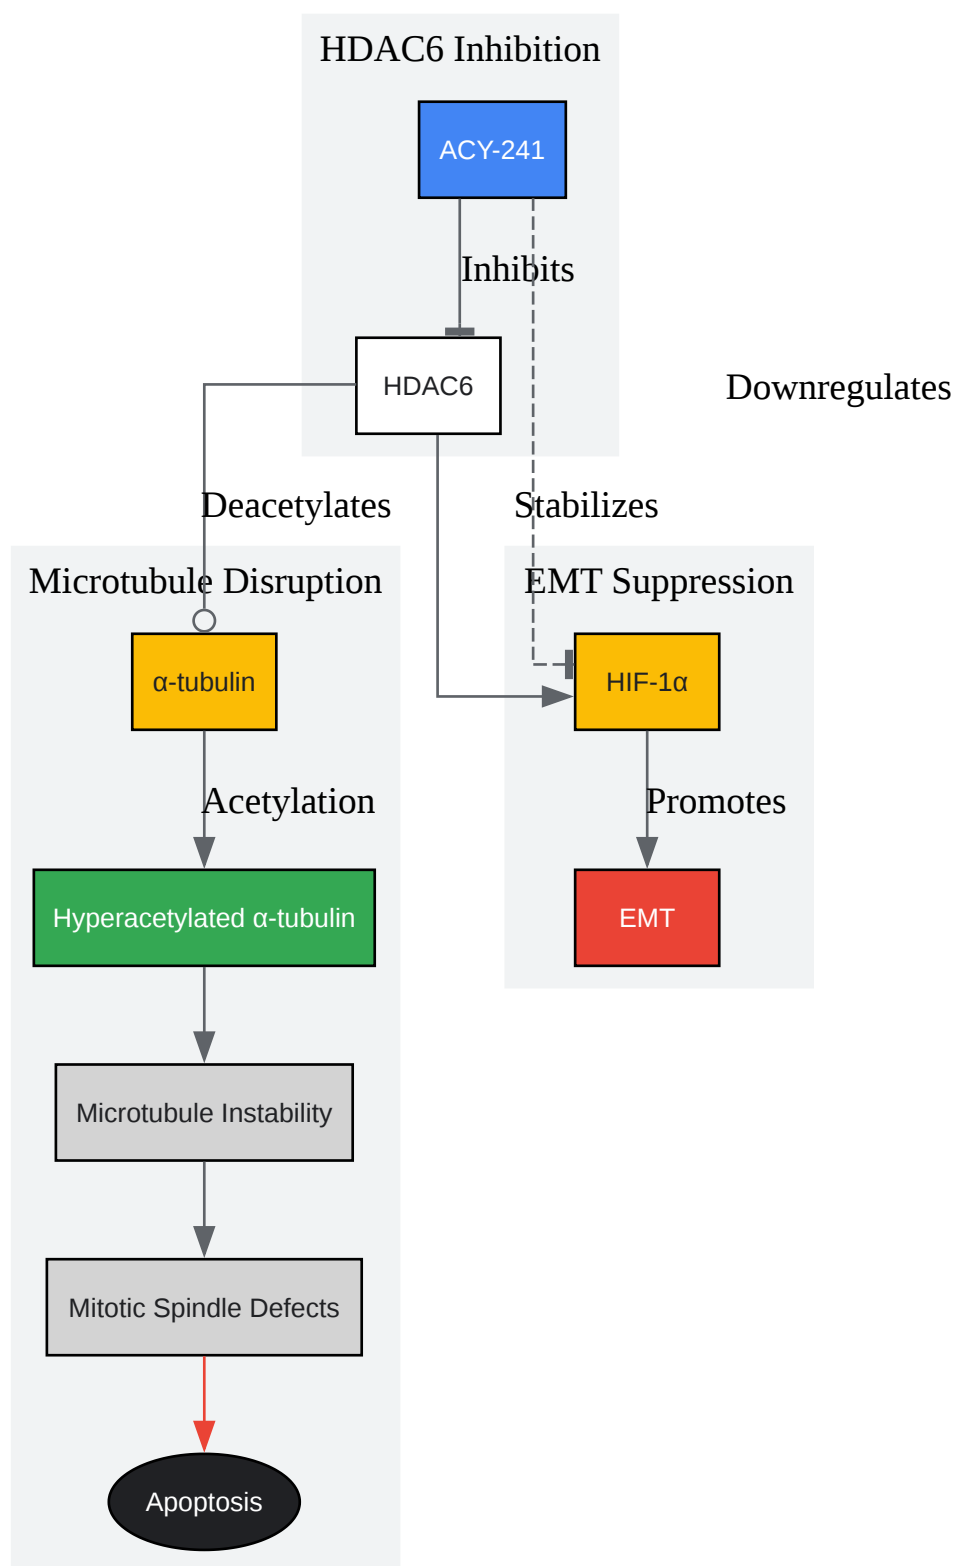 HDAC6 Inhibition
ACY-241
Inhibits
HDAC6
Downregulates
Deacetylates
Stabilizes
Microtubule Disruption
EMT Suppression
α-tubulin
HIF-1α
Acetylation
Promotes
Hyperacetylated α-tubulin
EMT
Microtubule Instability
Mitotic Spindle Defects
Apoptosis